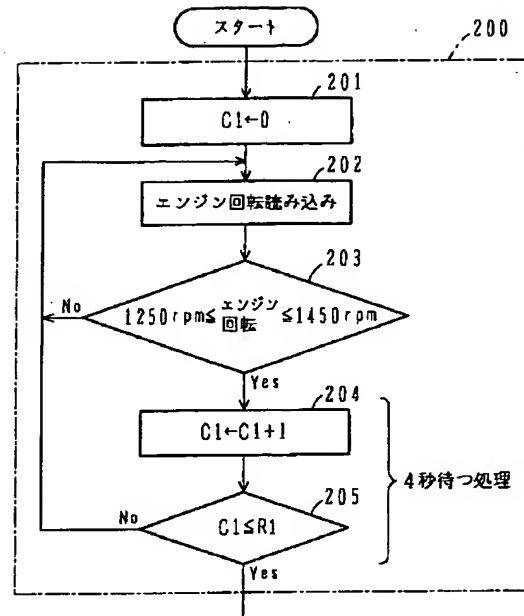 スタート
200
201
C1←0
202
エンジン回転読み込み
203
No
1250rpm≤エンジン回転≤1450rpm
Yes
204
C1←C1+1
4秒待つ処理
205
No
C1≤R1
Yes